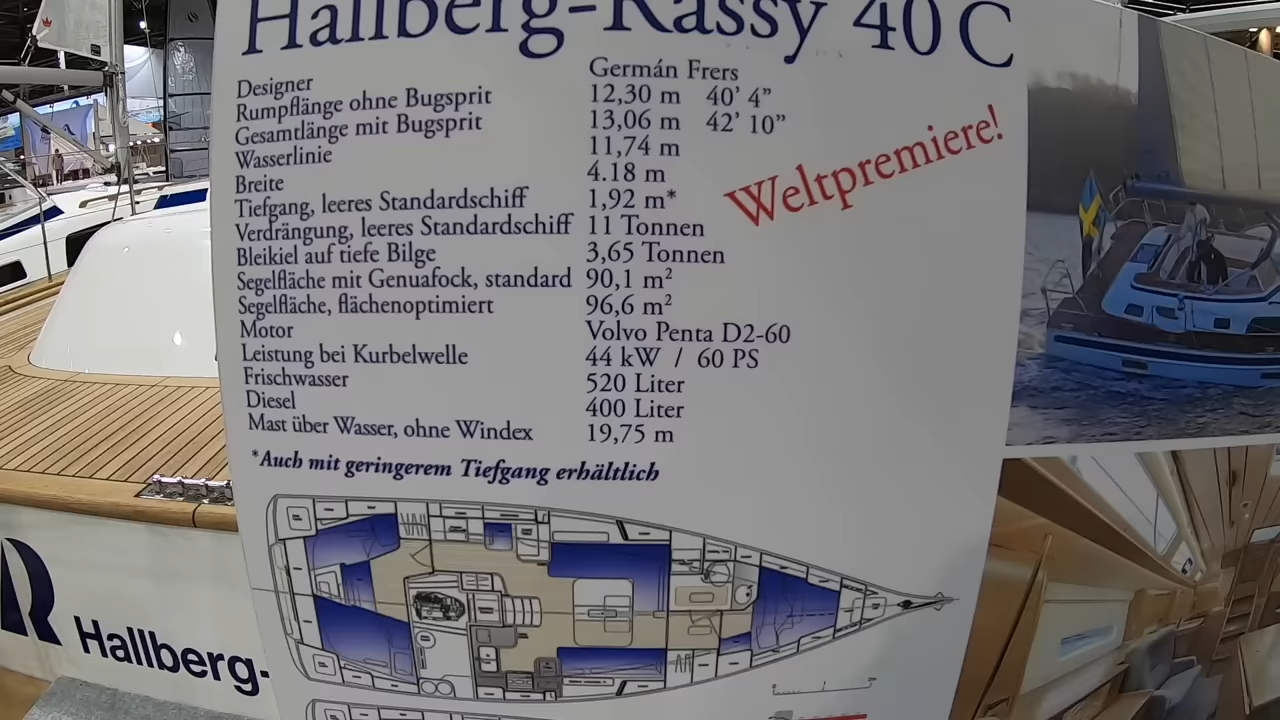 Hallberg-Rassy 40 C
Designer Germán Frers
Rumpflänge ohne Bugsprit 12,30 m 40' 4”
Gesamtlänge mit Bugsprit 13,06 m 42' 10”
Wasserlinie 11,74 m
Breite 4.18 m
Tiefgang, leeres Standardschiff 1,92 m*
Verdrängung, leeres Standardschiff 11 Tonnen
Bleikiel auf tiefe Bilge 3,65 Tonnen
Segelfläche mit Genuafock, standard 90,1 m²
Segelfläche, flächenoptimiert 96,6 m²
Motor Volvo Penta D2-60
Leistung bei Kurbelwelle 44 kW / 60 PS
Frischwasser 520 Liter
Diesel 400 Liter
Mast über Wasser, ohne Windex 19,75 m
Weltpremiere!
*Auch mit geringerem Tiefgang erhältlich
R Hallberg-